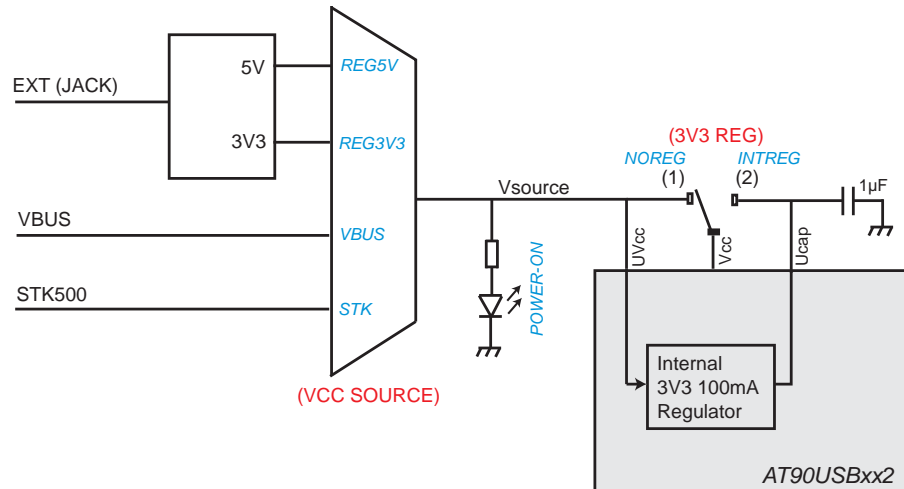 EXT (JACK)
5V
3V3
REG5V
REG3V3
VBUS
VBUS
STK500
STK
(VCC SOURCE)
Vsource
POWER-ON
(3V3 REG)
NOREG
INTREG
(1)
(2)
1µF
UVcc
Vcc
Ucap
Internal
3V3 100mA
Regulator
AT90USBxx2